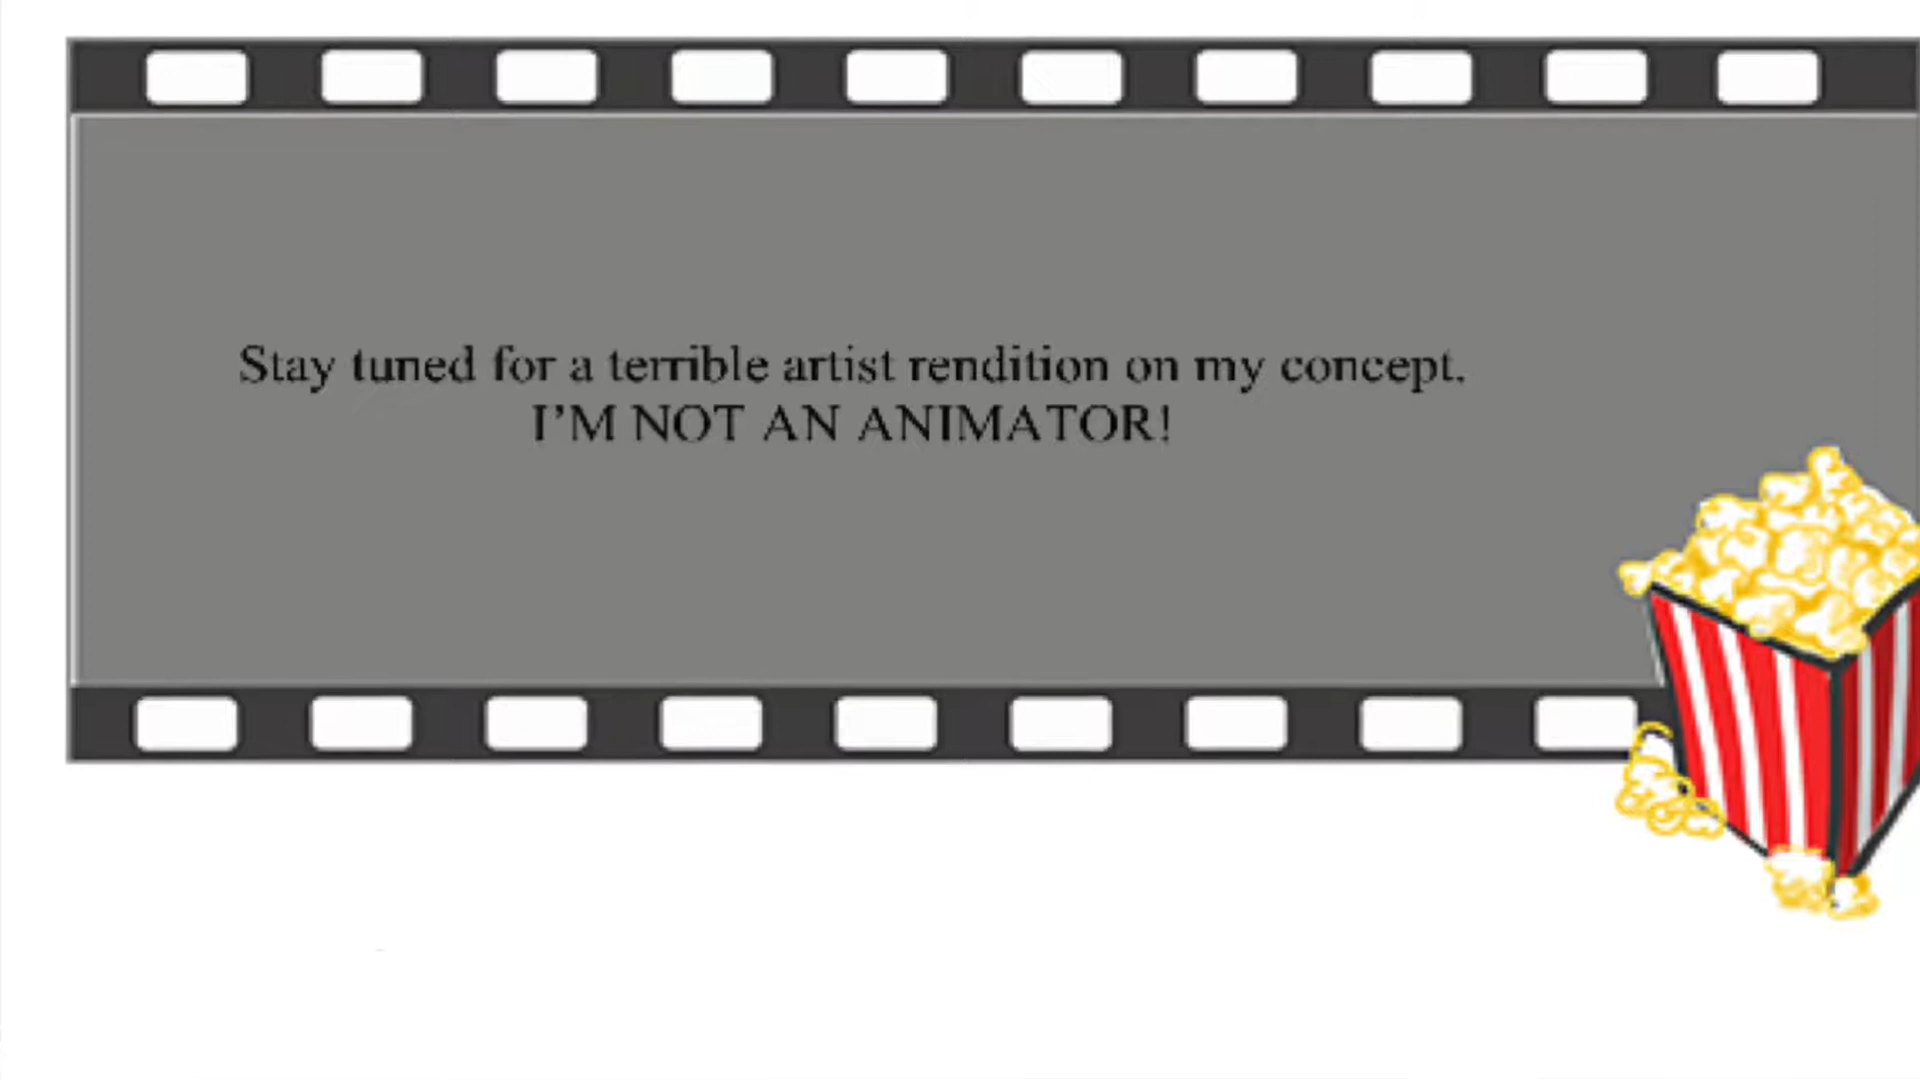 Stay tuned for a terrible artist rendition on my concept.
I’M NOT AN ANIMATOR!